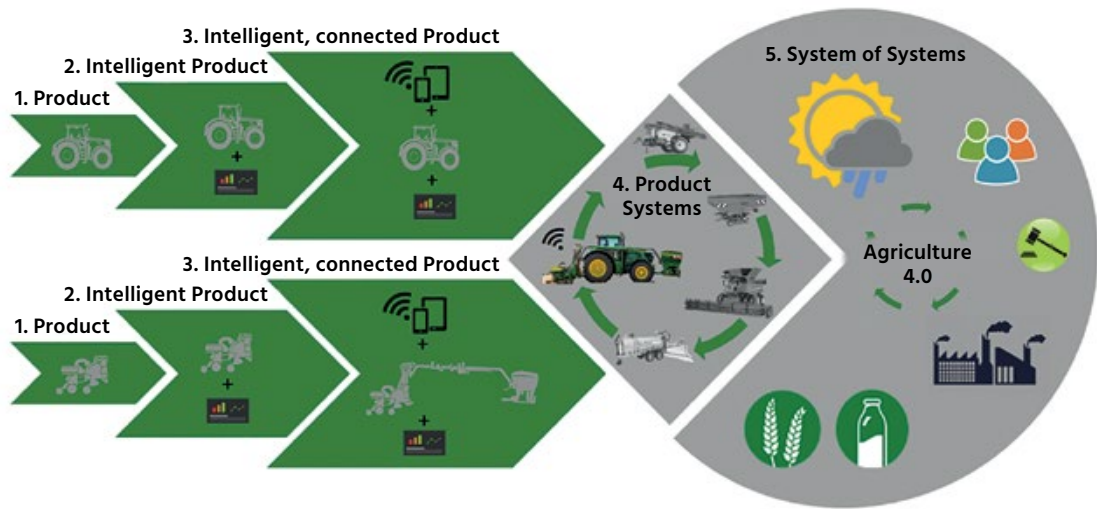 3. Intelligent, connected Product
2. Intelligent Product
1. Product
+
+
+
5. System of Systems
4. Product
Systems
Agriculture
4.0
3. Intelligent, connected Product
2. Intelligent Product
1. Product
+
+
+